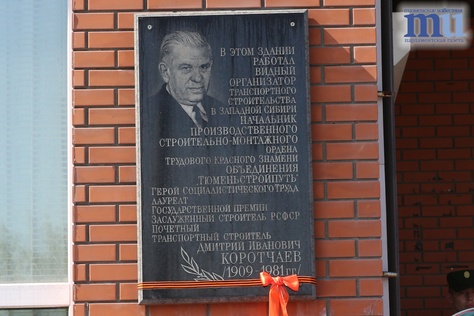 В ЭТОМ ЗДАНИИ
РАБОТАЛ
ВИДНЫЙ
ОРГАНИЗАТОР
ТРАНСПОРТНОГО
СТРОИТЕЛЬСТВА
В ЗАПАДНОЙ СИБИРИ
НАЧАЛЬНИК
ПРОИЗВОДСТВЕННОГО
СТРОИТЕЛЬНО-МОНТАЖНОГО
ОРДЕНА
ТРУДОВОГО КРАСНОГО ЗНАМЕНИ
ОБЪЕДИНЕНИЯ
"ТЮМЕНЬСТРОЙПУТЬ"
ГЕРОЙ СОЦИАЛИСТИЧЕСКОГО ТРУДА
ЛАУРЕАТ
ГОСУДАРСТВЕННОЙ ПРЕМИИ
ЗАСЛУЖЕННЫЙ СТРОИТЕЛЬ РСФСР
ПОЧЕТНЫЙ
ТРАНСПОРТНЫЙ СТРОИТЕЛЬ
ДМИТРИЙ ИВАНОВИЧ
КОРОТЧАЕВ
/1909-1981 гг/